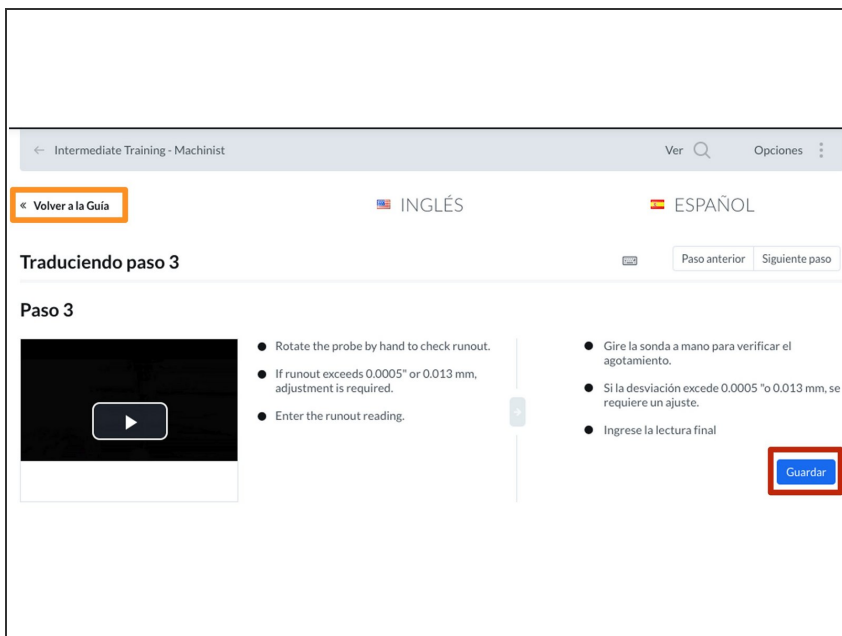 ← Intermediate Training - Machinist
Ver
Opciones
« Volver a la Guía
INGLÉS
ESPAÑOL
Traduciendo paso 3
Paso anterior
Siguiente paso
Paso 3
● Rotate the probe by hand to check runout.
● If runout exceeds 0.0005" or 0.013 mm,
adjustment is required.
● Enter the runout reading.
● Gire la sonda a mano para verificar el
agotamiento.
● Si la desviación excede 0.0005 "o 0.013 mm, se
requiere un ajuste.
● Ingrese la lectura final
Guardar